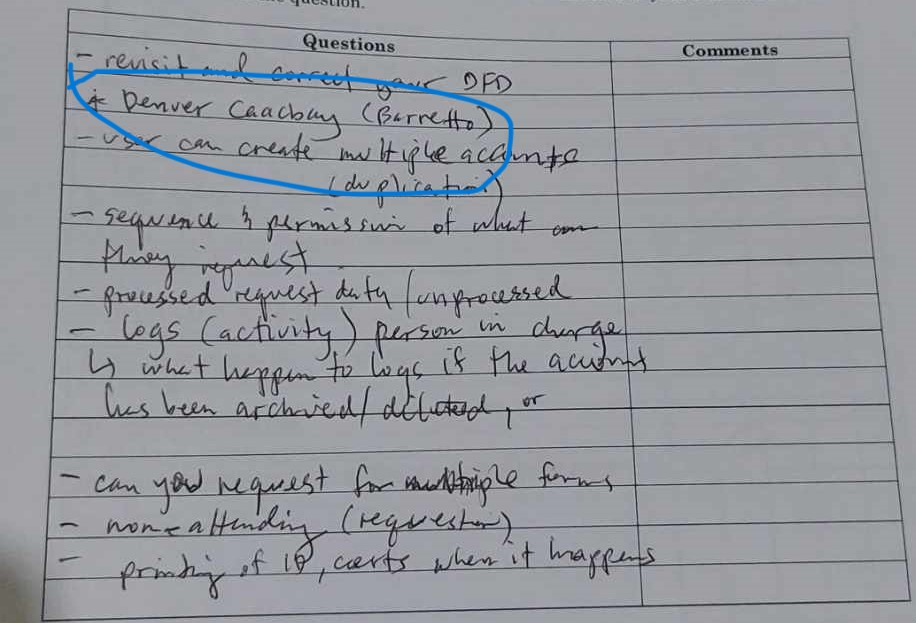 question.
Questions
Comments
- revisit and correct your DFD
* Denver Caacbay (Barretto)
- user can create multiple accounts
(duplication)
- sequence & permission of what can
they request
- processed request data / unprocessed
- logs (activity) person in charge
↳ what happen to logs if the account
has been archived / deleted, or
- can you request for multiple forms
- non-attending (requestor)
- printing of ID, certs when it happens